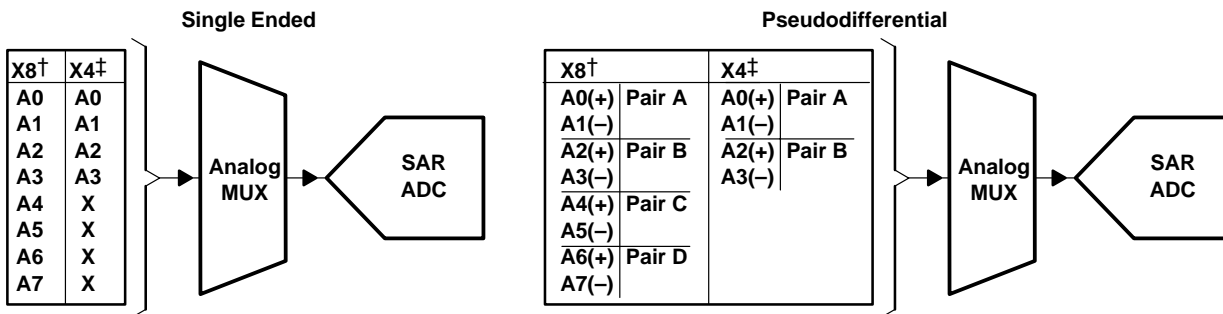 Single Ended
X8† X4‡
A0 A0
A1 A1
A2 A2
A3 A3
A4 X
A5 X
A6 X
A7 X
Analog
MUX
SAR
ADC
Pseudodifferential
X8† X4‡
A0(+) Pair A A0(+) Pair A
A1(–) A1(–)
A2(+) Pair B A2(+) Pair B
A3(–) A3(–)
A4(+) Pair C
A5(–)
A6(+) Pair D
A7(–)
Analog
MUX
SAR
ADC